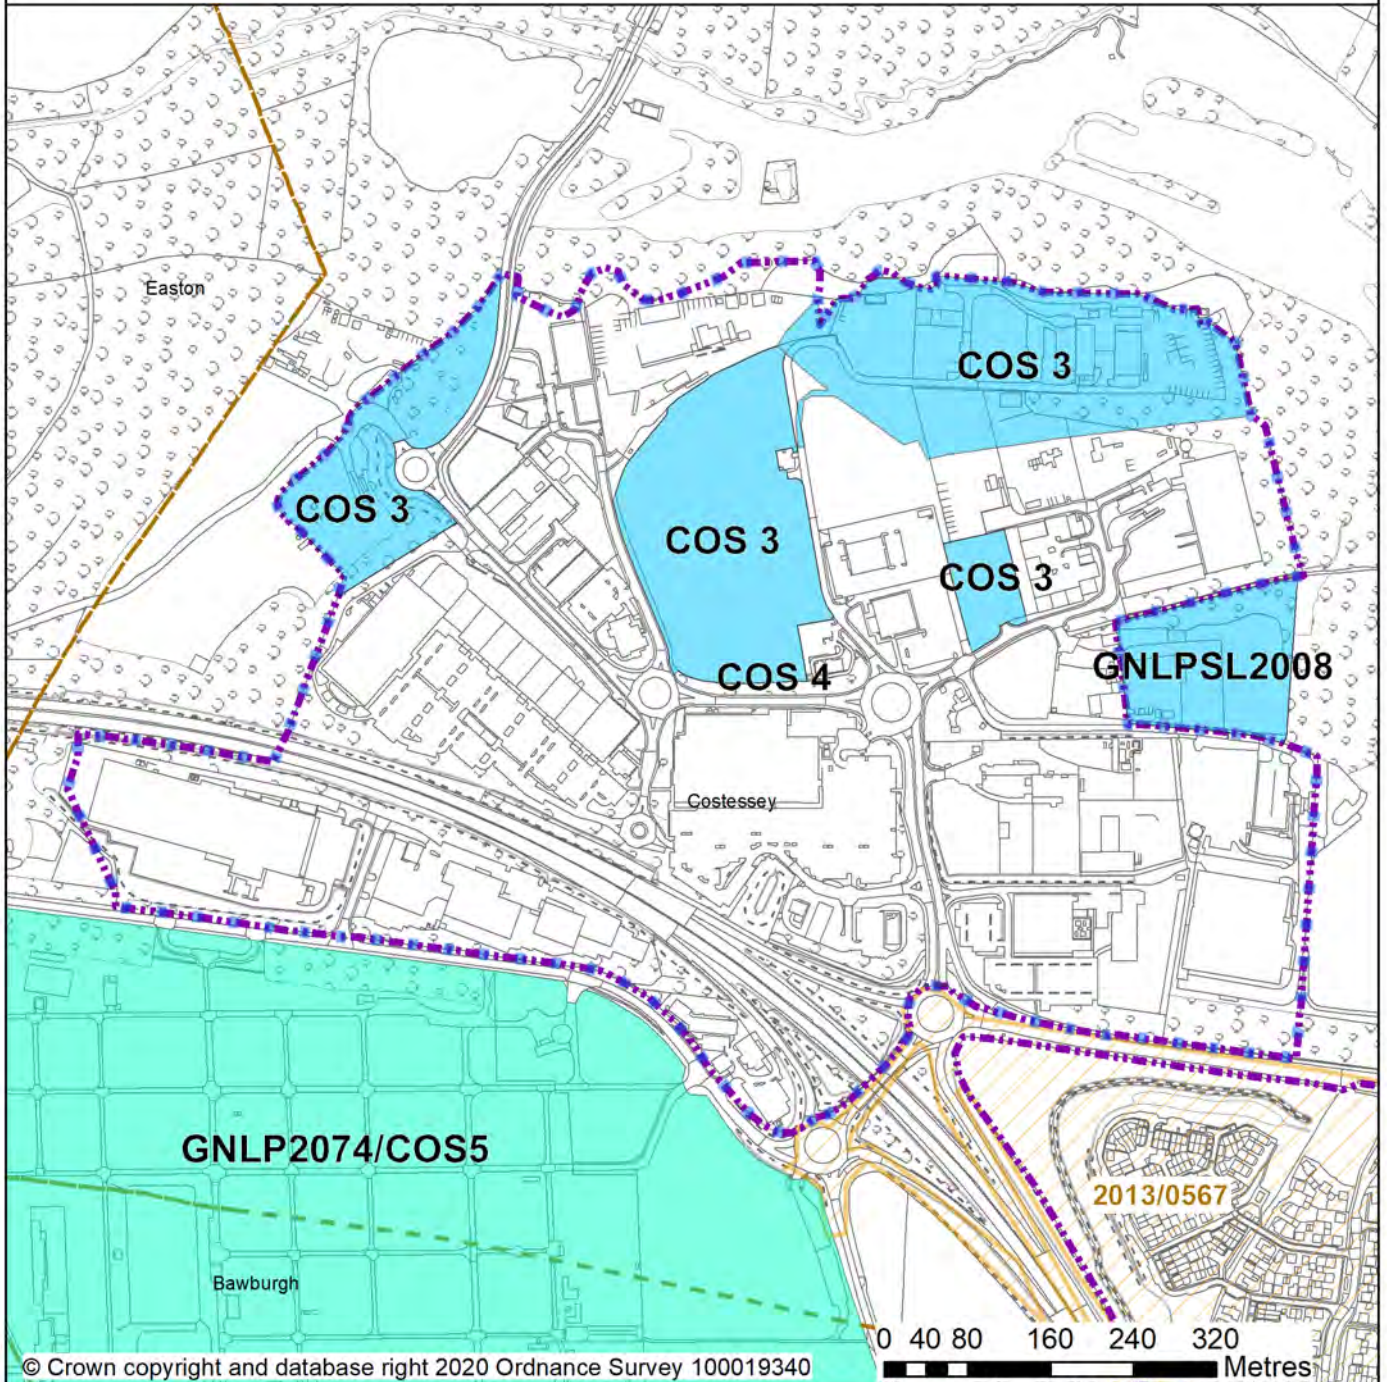 Easton
COS 3
COS 3
COS 3
COS 3
GNLPSL2008
COS 4
Costessey
GNLP2074/COS5
2013/0567
Bawburgh
0 40 80 160 240 320
Metres
© Crown copyright and database right 2020 Ordnance Survey 100019340